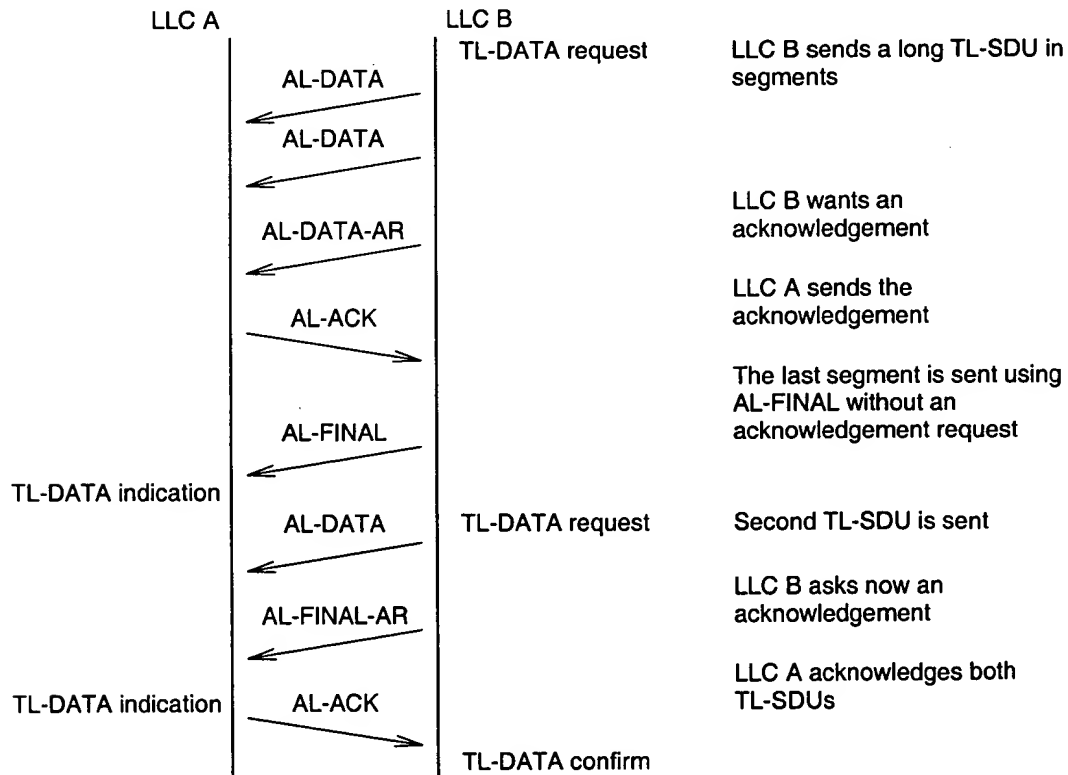 LLC A
LLC B
TL-DATA request
LLC B sends a long TL-SDU in
segments
AL-DATA
AL-DATA
LLC B wants an
acknowledgement
AL-DATA-AR
LLC A sends the
acknowledgement
AL-ACK
The last segment is sent using
AL-FINAL without an
acknowledgement request
AL-FINAL
TL-DATA indication
AL-DATA
TL-DATA request
Second TL-SDU is sent
LLC B asks now an
acknowledgement
AL-FINAL-AR
LLC A acknowledges both
TL-SDUs
TL-DATA indication
AL-ACK
TL-DATA confirm